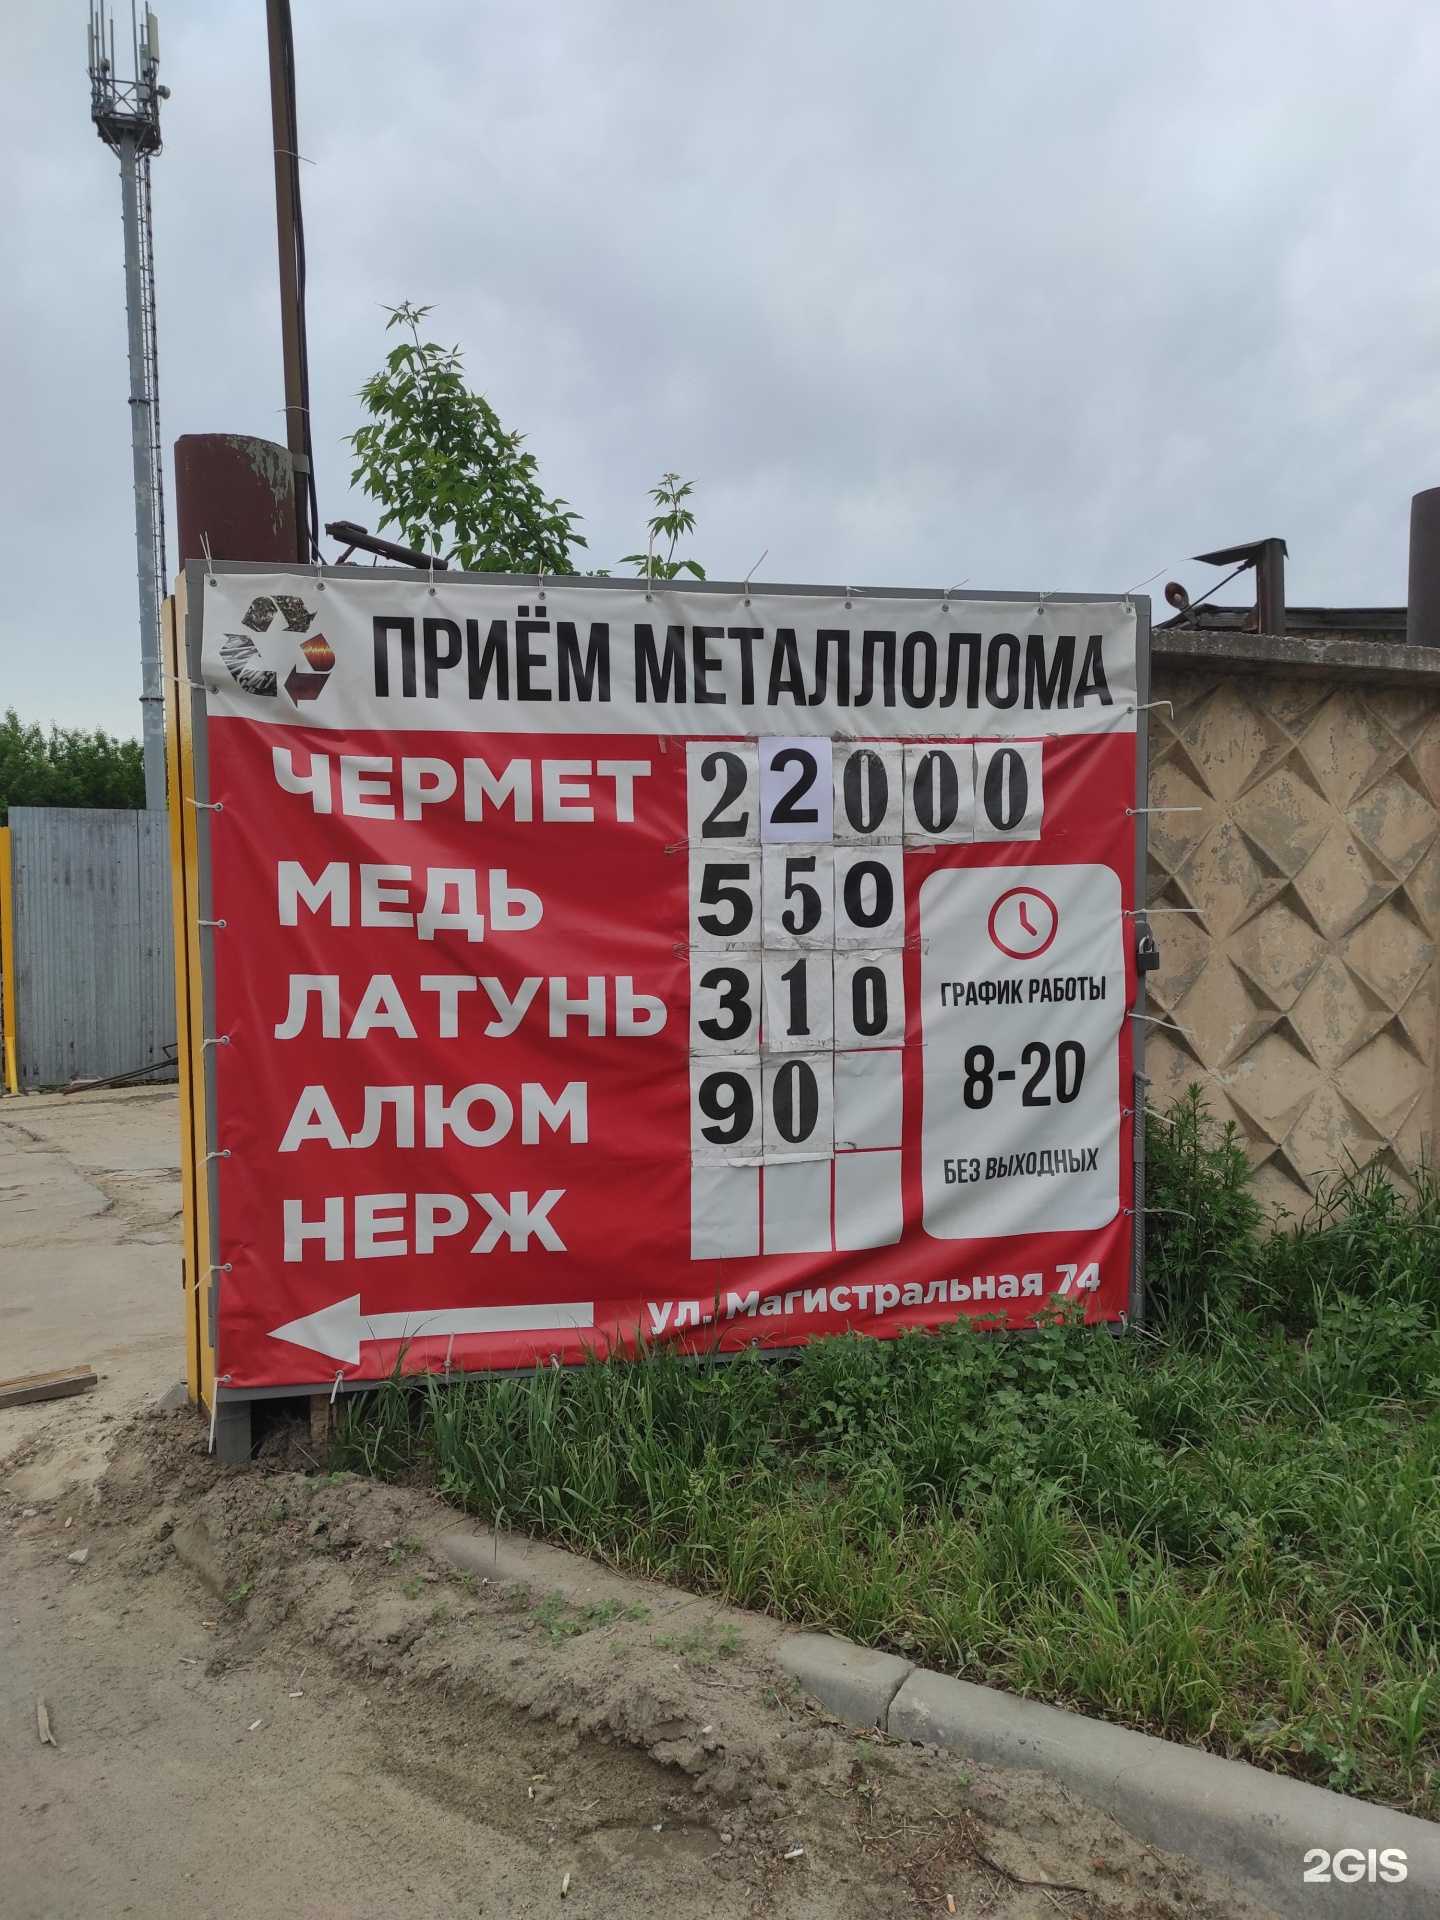 ПРИЁМ МЕТАЛЛОЛОМА
ЧЕРМЕТ 22000
МЕДЬ 550
ЛАТУНЬ 310
АЛЮМ 90
НЕРЖ
ГРАФИК РАБОТЫ
8-20
БЕЗ ВЫХОДНЫХ
ул. Магистральная 74
2GIS